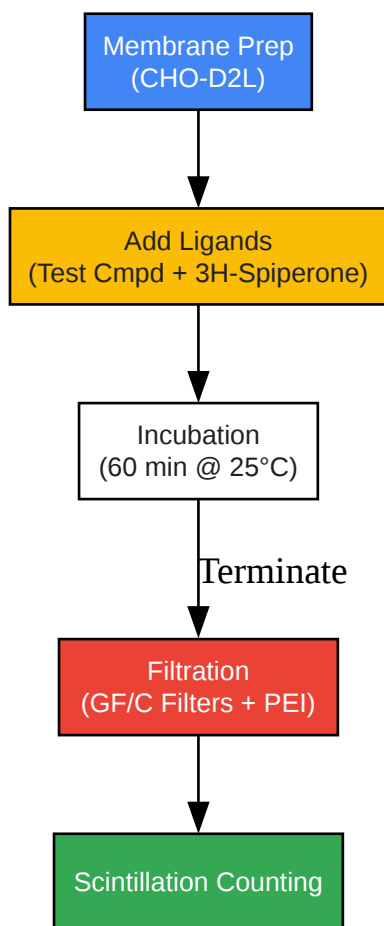 Membrane Prep
(CHO-D2L)
Add Ligands
(Test Cmpd + 3H-Spiperone)
Incubation
(60 min @ 25°C)
Terminate
Filtration
(GF/C Filters + PEI)
Scintillation Counting